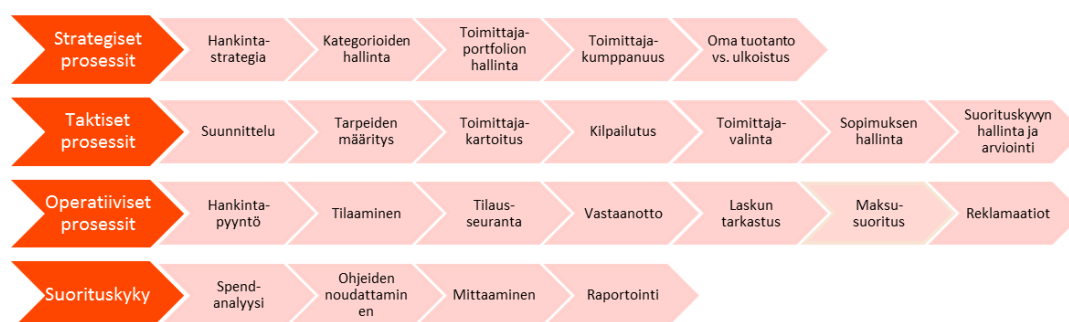 Strategiset
prosessit
Hankinta-
strategia
Kategorioiden
hallinta
Toimittaja-
portfolion
hallinta
Toimittaja-
kumppanuus
Oma tuotanto
vs. ulkoistus
Taktiset
prosessit
Suunnittelu
Tarpeiden
määritys
Toimittaja-
kartoitus
Kilpailutus
Toimittaja-
valinta
Sopimuksen
hallinta
Suorituskyvyn
hallinta ja
arviointi
Operatiiviset
prosessit
Hankinta-
pyyntö
Tilaaminen
Tilaus-
seuranta
Vastaanotto
Laskun
tarkastus
Maksu-
suoritus
Reklamaatiot
Suorituskyky
Spend-
analyysi
Ohjeiden
noudattamin
en
Mittaaminen
Raportointi